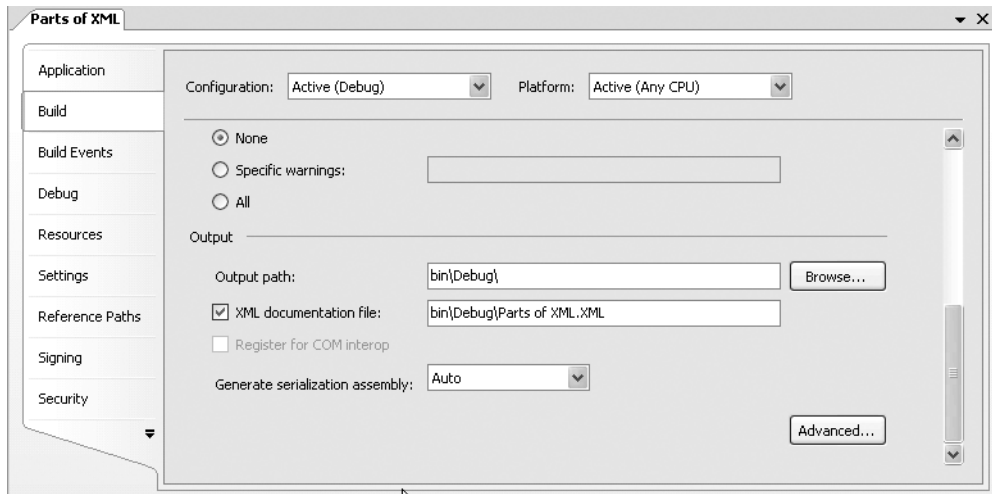 Parts of XML
Application
Build
Build Events
Debug
Resources
Settings
Reference Paths
Signing
Security
Configuration: Active (Debug) Platform: Active (Any CPU)
None
Specific warnings:
All
Output
Output path: bin\Debug\ Browse...
XML documentation file: bin\Debug\Parts of XML.XML
Register for COM interop
Generate serialization assembly: Auto
Advanced...